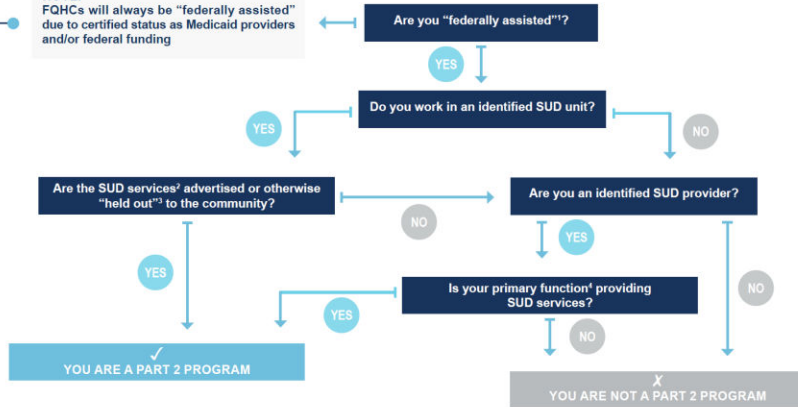 FQHCs will always be “federally assisted”
due to certified status as Medicaid providers
and/or federal funding
Are you “federally assisted”¹?
YES
Do you work in an identified SUD unit?
YES
NO
Are the SUD services² advertised or otherwise
“held out”³ to the community?
NO
Are you an identified SUD provider?
YES
YES
Is your primary function⁴ providing
SUD services?
NO
YES
NO
✓
YOU ARE A PART 2 PROGRAM
X
YOU ARE NOT A PART 2 PROGRAM